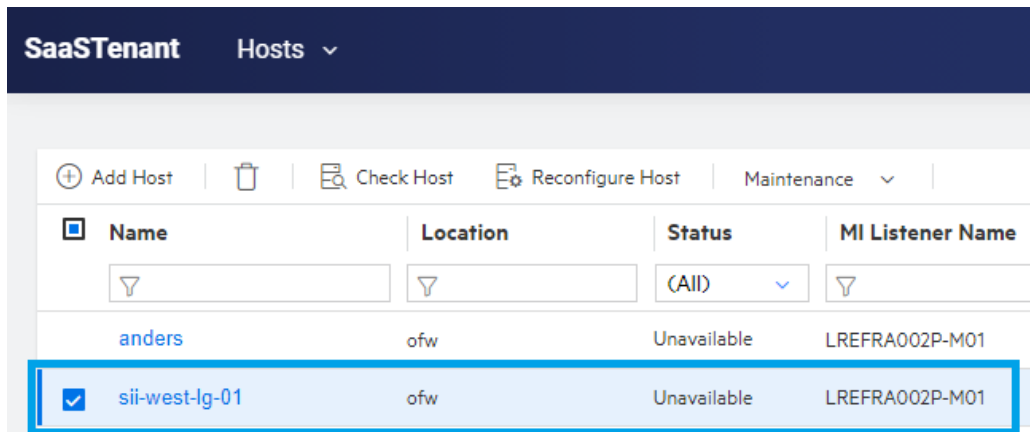 SaaSTenant Hosts
Add Host Check Host Reconfigure Host Maintenance
Name Location Status MI Listener Name
(All)
anders ofw Unavailable LREFRA002P-M01
sii-west-lg-01 ofw Unavailable LREFRA002P-M01